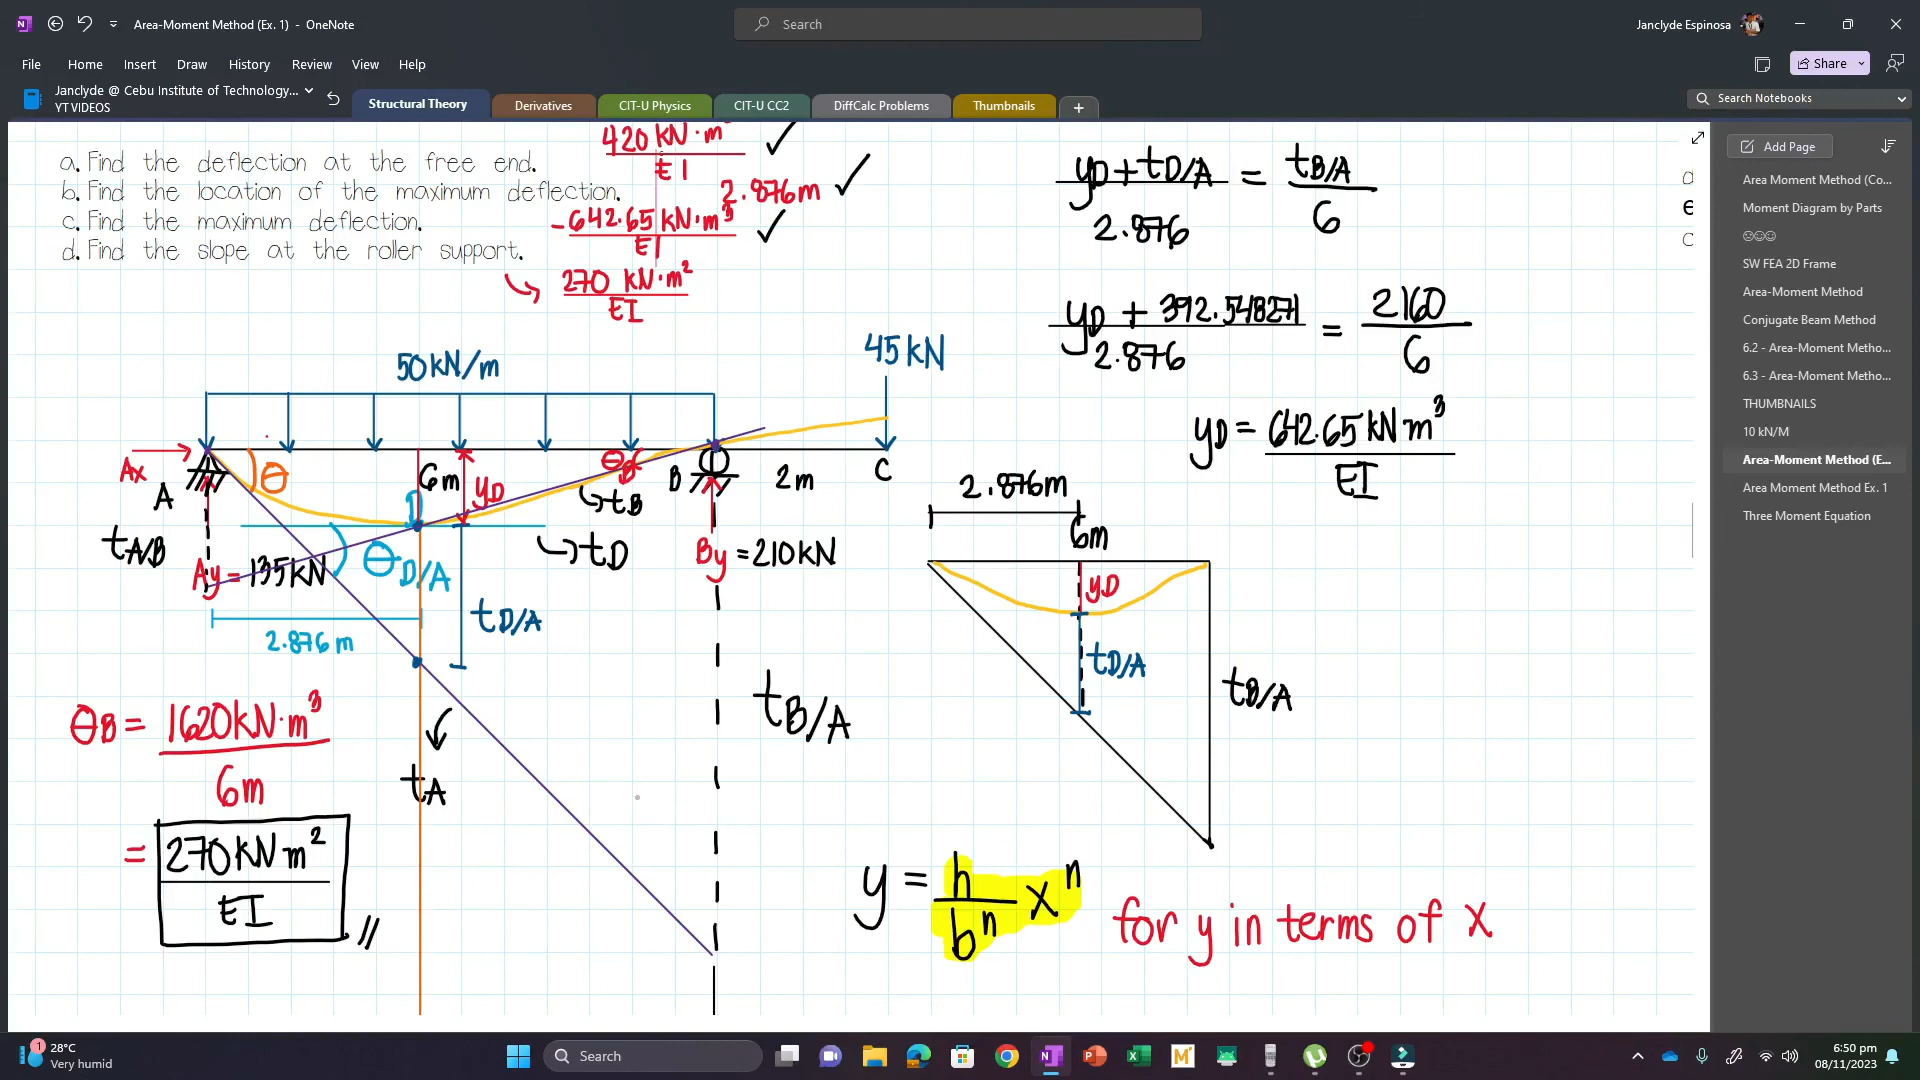 Area-Moment Method (Ex. 1) - OneNote
Search
Janclyde Espinosa
File Home Insert Draw History Review View Help
Share
Janclyde @ Cebu Institute of Technology...
YT VIDEOS
Structural Theory
Derivatives
CIT-U Physics
CIT-U CC2
DiffCalc Problems
Thumbnails
+
Search Notebooks
a. Find the deflection at the free end.
b. Find the location of the maximum deflection.
c. Find the maximum deflection.
d. Find the slope at the roller support.
420 KN·m²
EI
2.876m
-642.65 KN·m³
EI
270 KN·m²
EI
yD+tD/A = tB/A
2.876 6
yD + 392.548271 = 2160
2.876 6
yD = 642.65 KN m³
EI
50KN/m
45 KN
Ax
A
θ
6m
yD
θB
B
2m
C
D
tB
tA/B
Ay = 135KN
θD/A
tD
By = 210KN
2.876 m
tD/A
tB/A
tA
2.876m
6m
yD
tD/A
tB/A
θB = 1620KN·m³
6m
= 270KN m²
EI //
y = h/bⁿ xⁿ for y in terms of x
Add Page
Area Moment Method (Co...
Moment Diagram by Parts
☹☺☺
SW FEA 2D Frame
Area-Moment Method
Conjugate Beam Method
6.2 - Area-Moment Metho...
6.3 - Area-Moment Metho...
THUMBNAILS
10 kN/M
Area-Moment Method (E...
Area Moment Method Ex. 1
Three Moment Equation
1
28°C
Very humid
Search
6:50 pm
08/11/2023